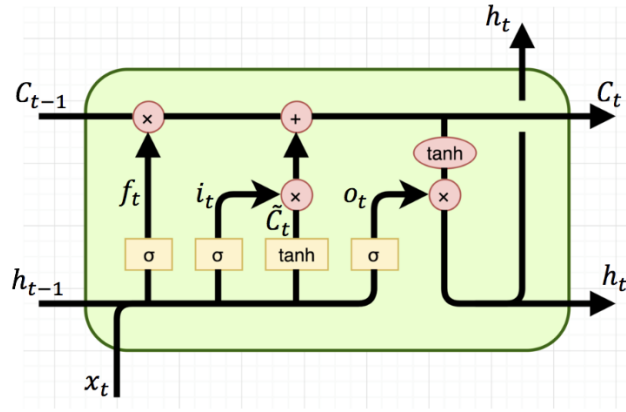 h_t
C_{t-1}
×
+
C_t
tanh
f_t
i_t
×
o_t
×
C̃_t
σ
σ
tanh
σ
h_{t-1}
h_t
x_t